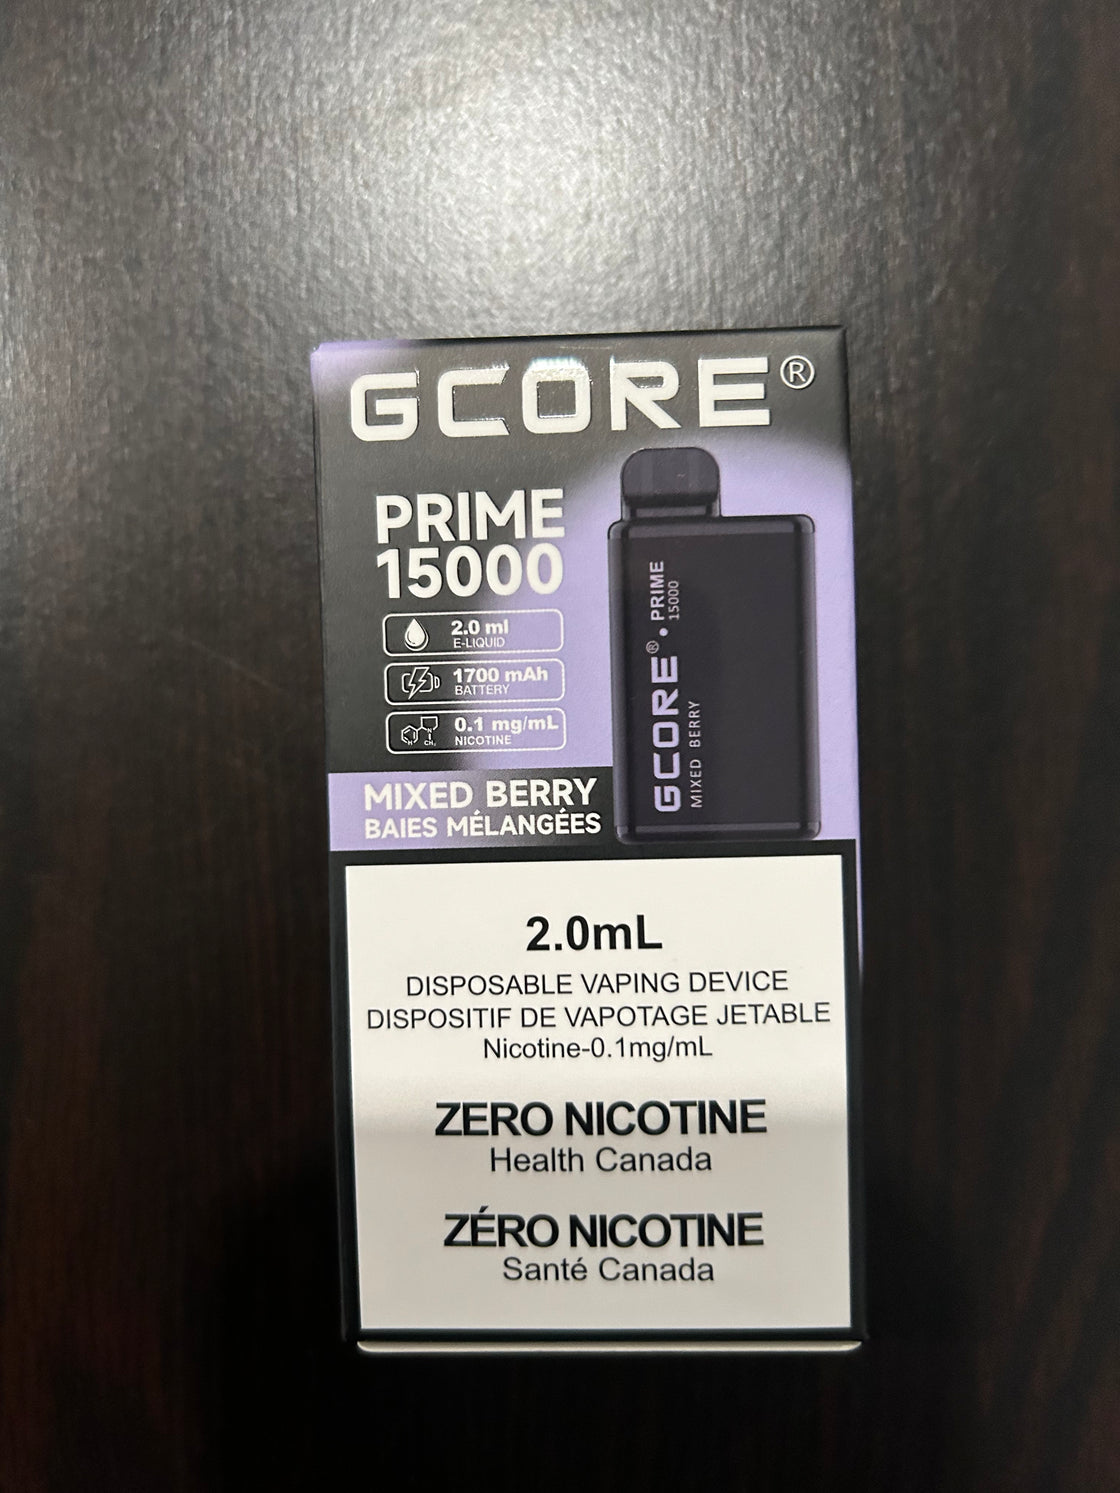 GCORE®
PRIME
15000
2.0 ml
E-LIQUID
1700 mAh
BATTERY
0.1 mg/mL
NICOTINE
MIXED BERRY
BAIES MÉLANGÉES
GCORE® • PRIME
15000
MIXED BERRY
2.0mL
DISPOSABLE VAPING DEVICE
DISPOSITIF DE VAPOTAGE JETABLE
Nicotine-0.1mg/mL
ZERO NICOTINE
Health Canada
ZÉRO NICOTINE
Santé Canada